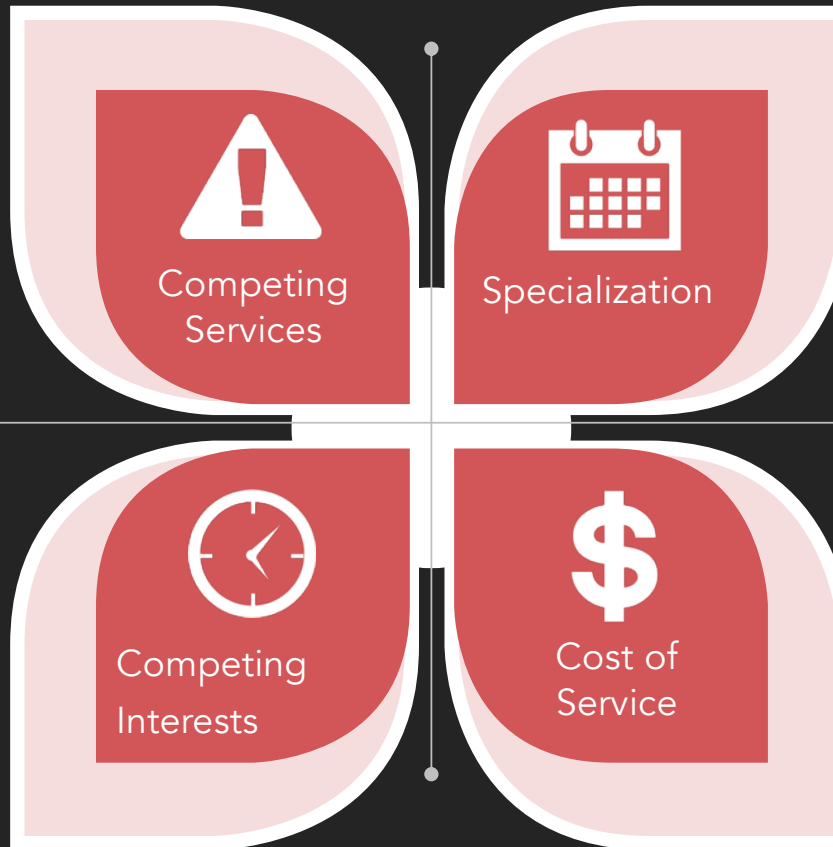 Competing
Services
Specialization
Competing
Interests
Cost of
Service